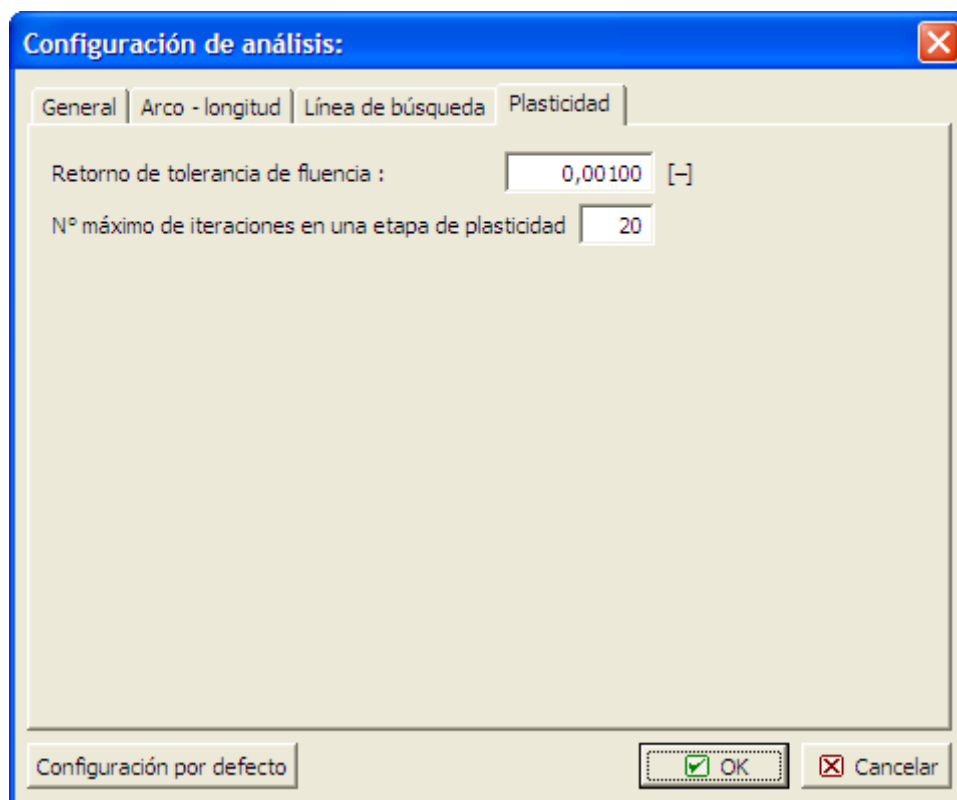 Configuración de análisis:
General Arco - longitud Línea de búsqueda Plasticidad
Retorno de tolerancia de fluencia : 0,00100 [–]
Nº máximo de iteraciones en una etapa de plasticidad 20
Configuración por defecto OK Cancelar